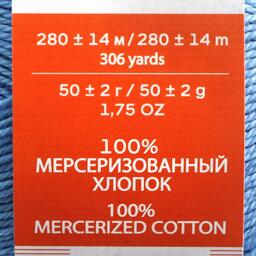 280 ± 14 м/280 ± 14 m
306 yards
50 ± 2 г/50 ± 2 g
1,75 OZ
100%
МЕРСЕРИЗОВАННЫЙ
ХЛОПОК
100%
MERCERIZED COTTON